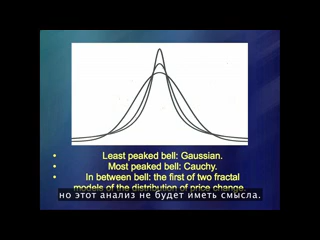 • Least peaked bell: Gaussian.
• Most peaked bell: Cauchy.
• In between bell: the first of two fractal
models of the distribution of price change.
но этот анализ не будет иметь смысла.